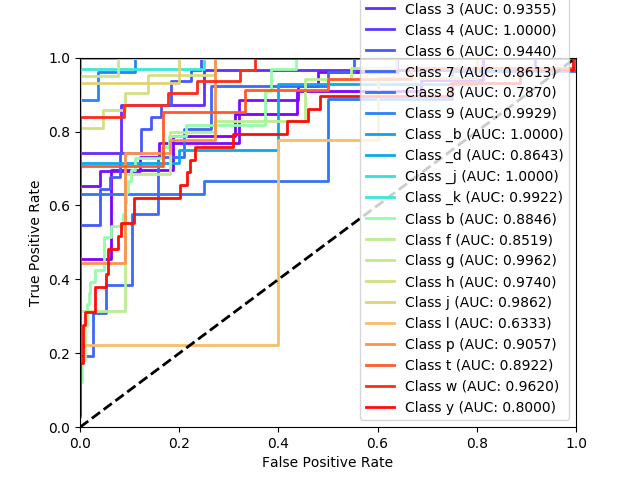 Class 3 (AUC: 0.9355)
Class 4 (AUC: 1.0000)
Class 6 (AUC: 0.9440)
Class 7 (AUC: 0.8613)
Class 8 (AUC: 0.7870)
Class 9 (AUC: 0.9929)
Class _b (AUC: 1.0000)
Class _d (AUC: 0.8643)
Class _j (AUC: 1.0000)
Class _k (AUC: 0.9922)
Class b (AUC: 0.8846)
Class f (AUC: 0.8519)
Class g (AUC: 0.9962)
Class h (AUC: 0.9740)
Class j (AUC: 0.9862)
Class l (AUC: 0.6333)
Class p (AUC: 0.9057)
Class t (AUC: 0.8922)
Class w (AUC: 0.9620)
Class y (AUC: 0.8000)
True Positive Rate
1.0
0.8
0.6
0.4
0.2
0.0
0.0 0.2 0.4 0.6 0.8 1.0
False Positive Rate